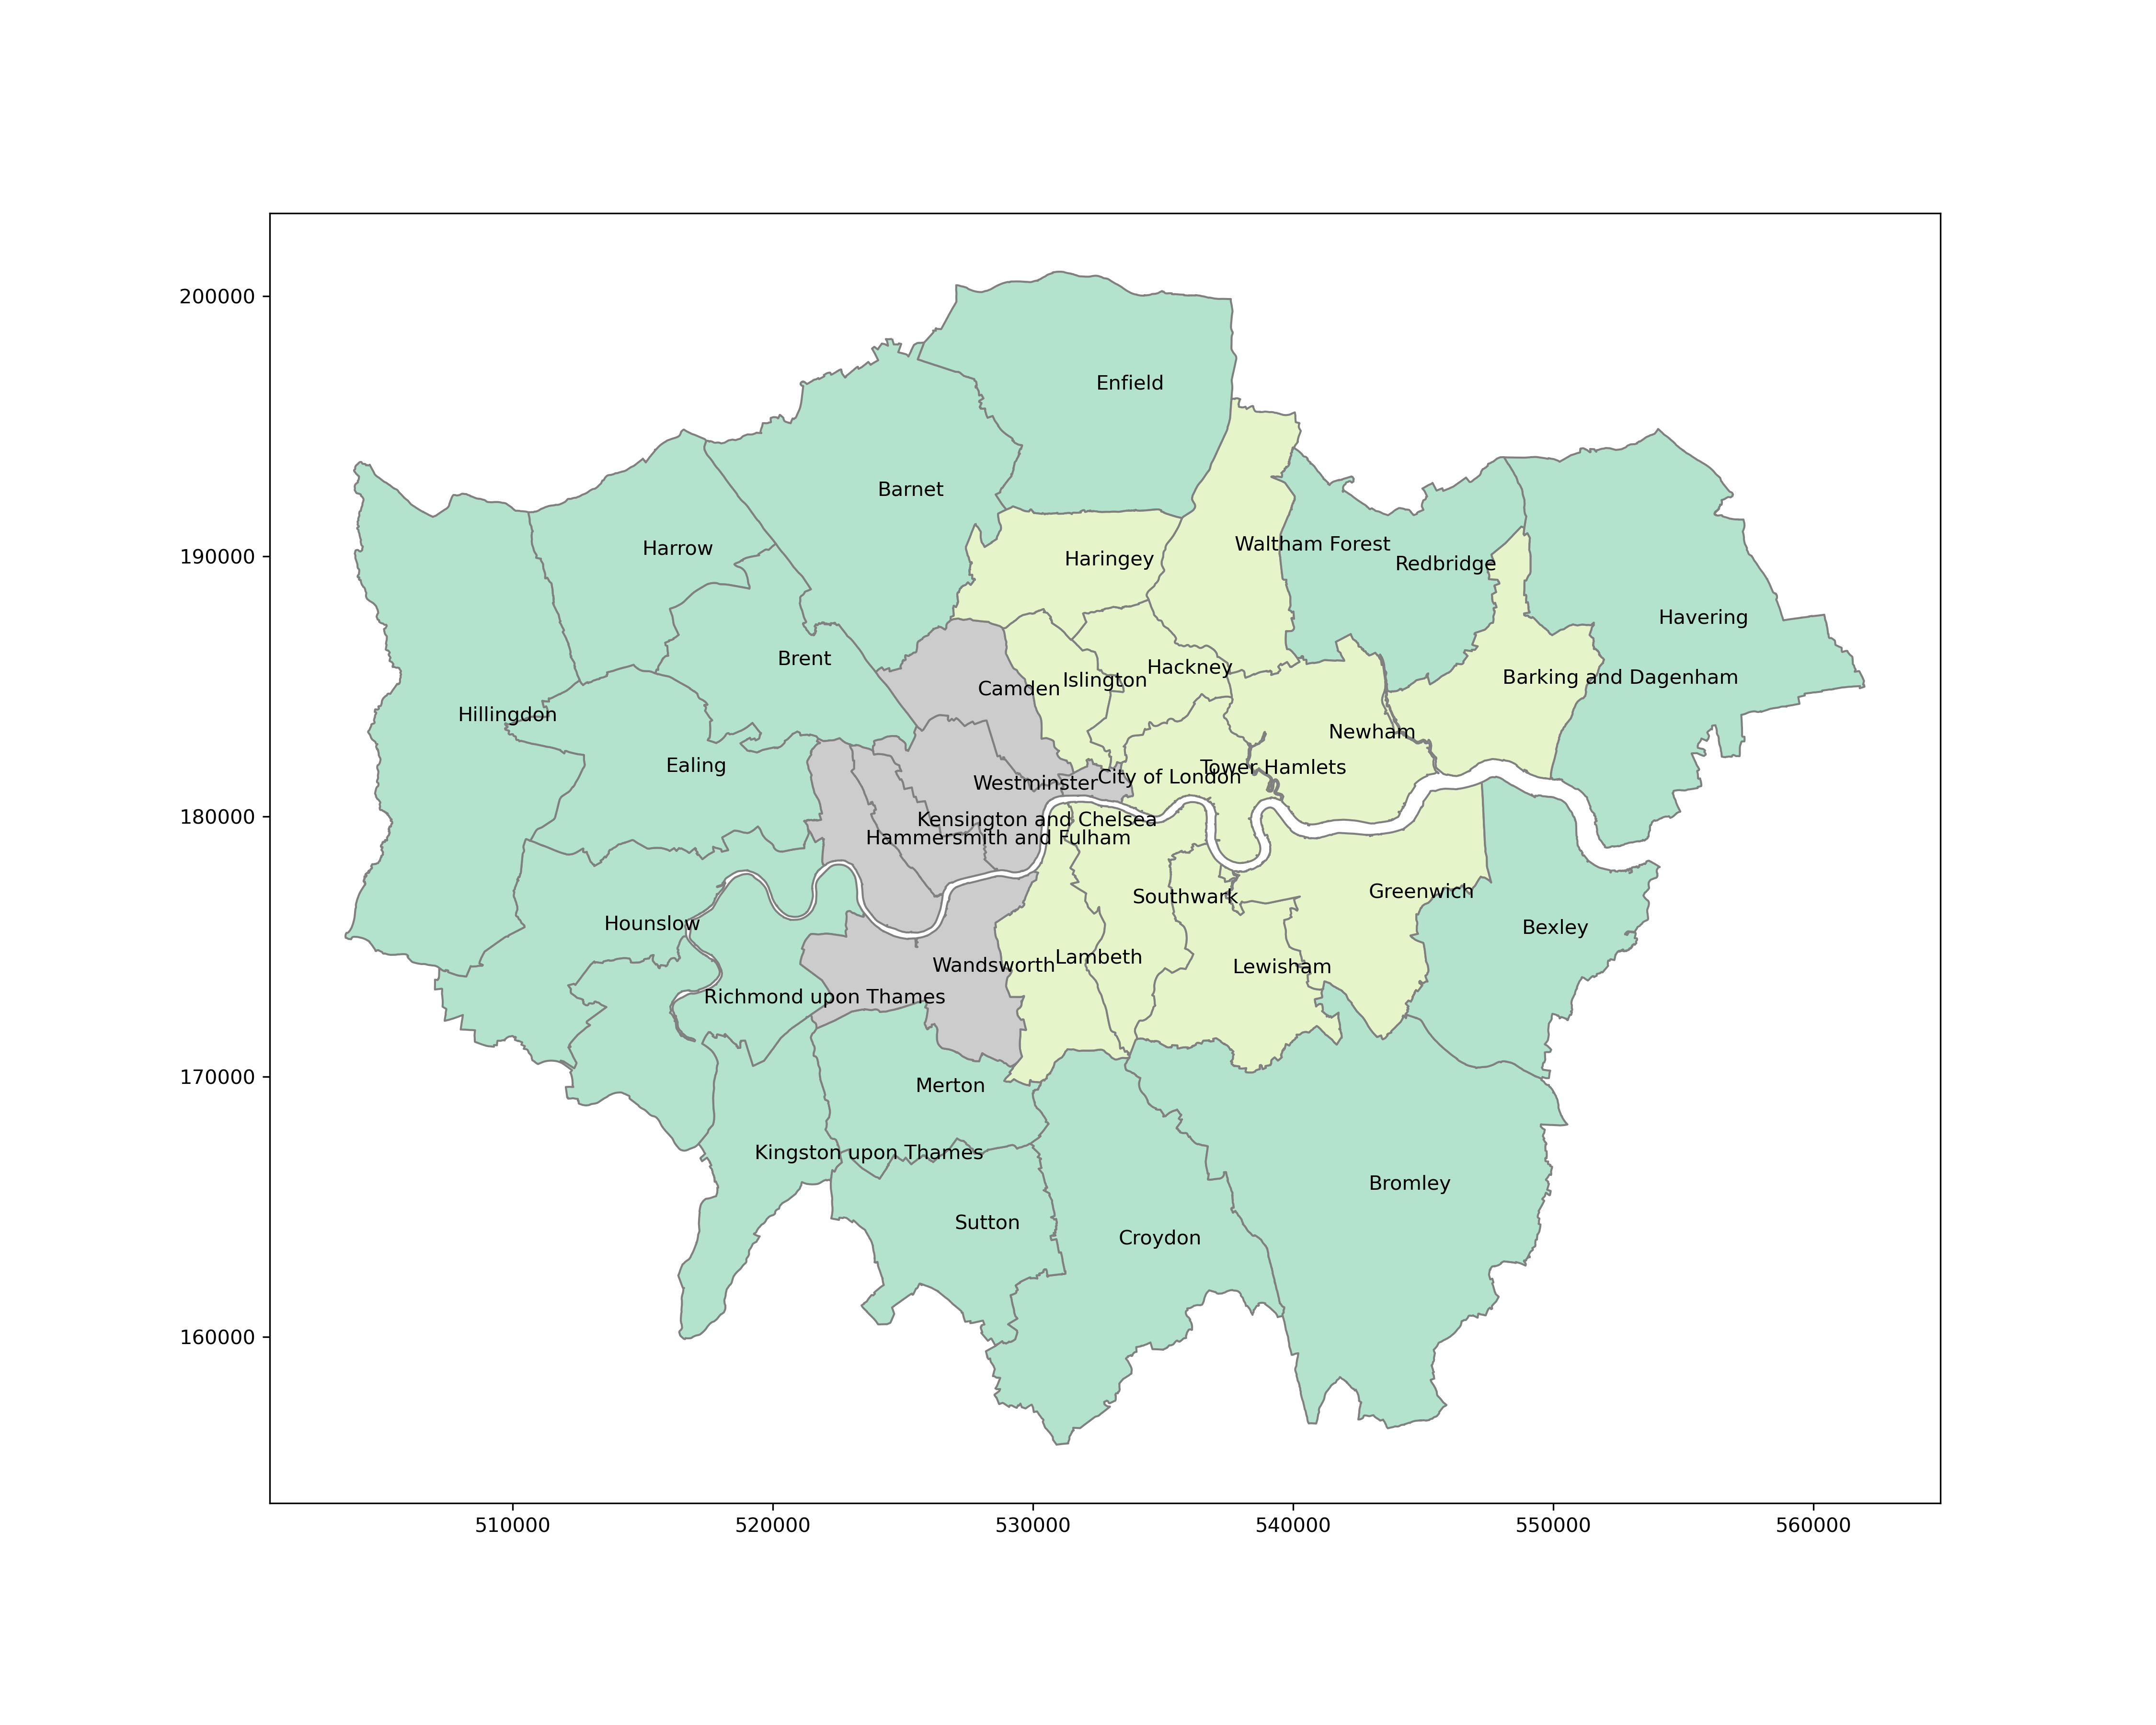 200000
190000
180000
170000
160000
Enfield
Barnet
Harrow
Haringey
Waltham Forest
Redbridge
Havering
Brent
Hackney
Islington
Camden
Barking and Dagenham
Hillingdon
Newham
Ealing
Tower Hamlets
City of London
Westminster
Kensington and Chelsea
Hammersmith and Fulham
Greenwich
Southwark
Hounslow
Bexley
Lambeth
Wandsworth
Lewisham
Richmond upon Thames
Merton
Kingston upon Thames
Bromley
Sutton
Croydon
510000
520000
530000
540000
550000
560000